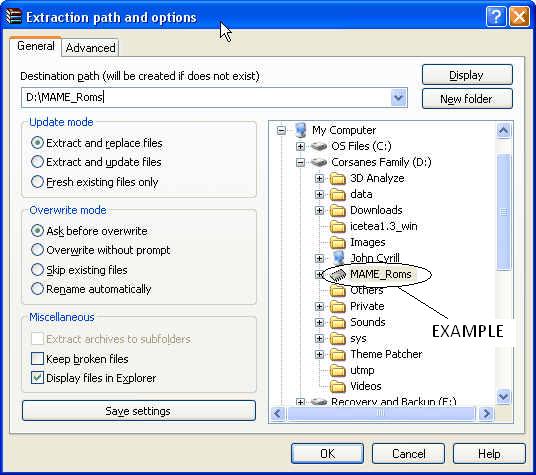 Extraction path and options
General
Advanced
Destination path (will be created if does not exist)
Display
D:\MAME_Roms
New folder
Update mode
Extract and replace files
Extract and update files
Fresh existing files only
Overwrite mode
Ask before overwrite
Overwrite without prompt
Skip existing files
Rename automatically
Miscellaneous
Extract archives to subfolders
Keep broken files
Display files in Explorer
Save settings
My Computer
OS Files (C:)
Corsanes Family (D:)
3D Analyze
data
Downloads
icetea1.3_win
Images
John Cyrill
MAME_Roms
Others
Private
Sounds
sys
Theme Patcher
utmp
Videos
Recovery and Backup (E:)
EXAMPLE
OK
Cancel
Help